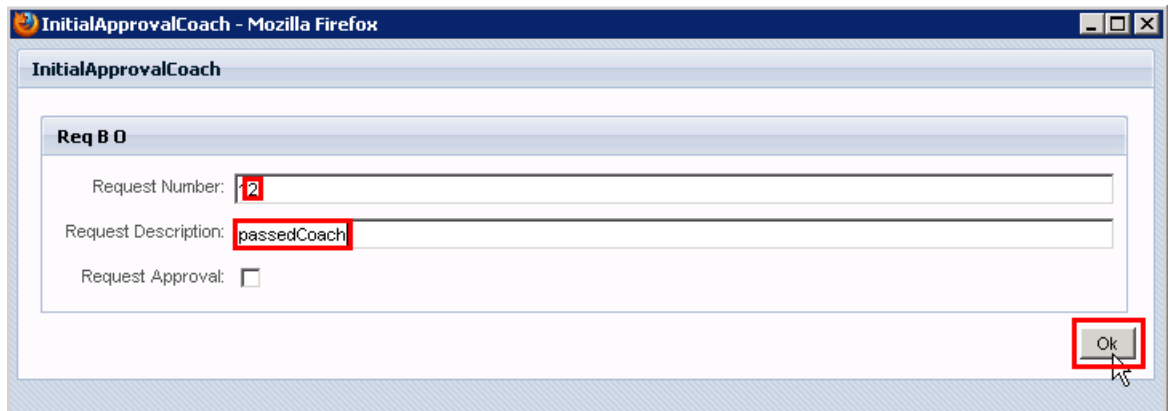 InitialApprovalCoach - Mozilla Firefox
InitialApprovalCoach
Req B O
Request Number: 12
Request Description: passedCoach
Request Approval:
Ok